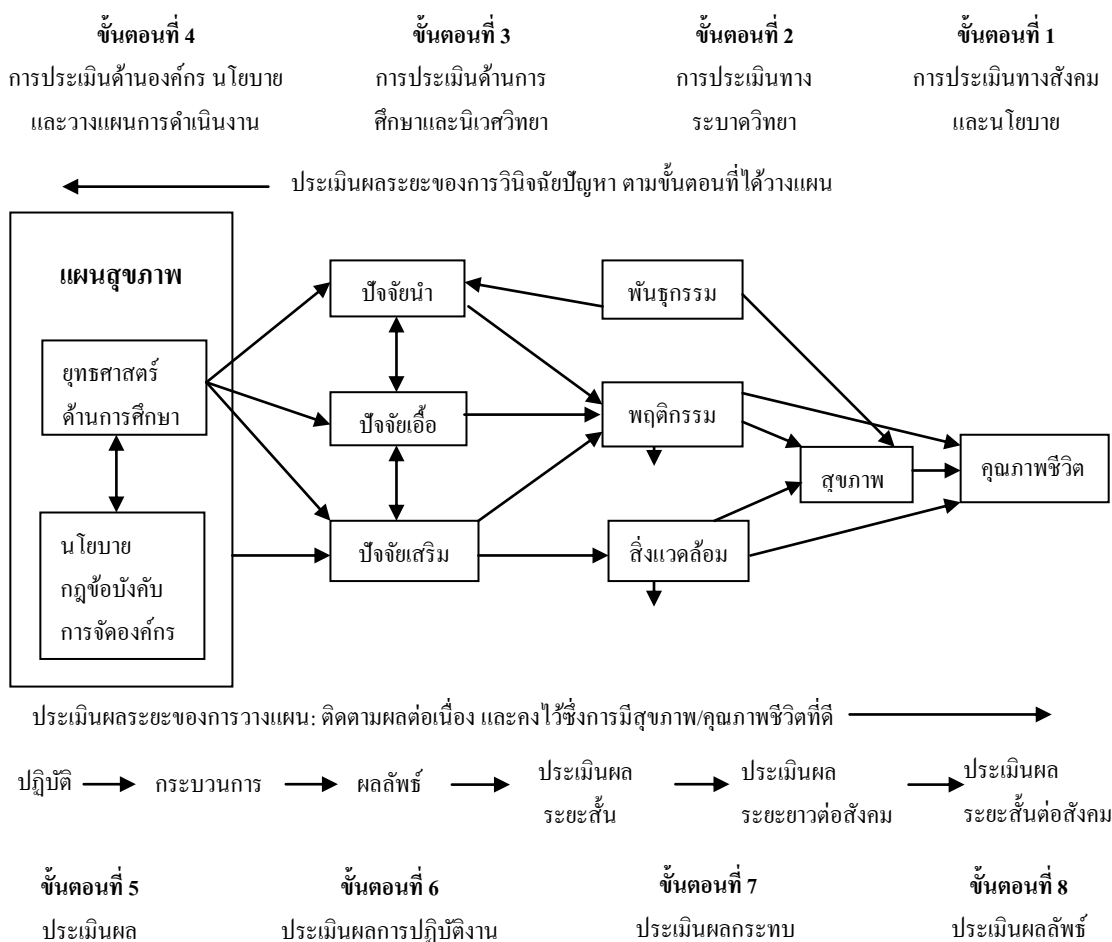 ขั้นตอนที่ 4
การประเมินด้านองค์กร นโยบาย
และวางแผนการดำเนินงาน
ขั้นตอนที่ 3
การประเมินด้านการ
ศึกษาและนิเวศวิทยา
ขั้นตอนที่ 2
การประเมินทาง
ระบาดวิทยา
ขั้นตอนที่ 1
การประเมินทางสังคม
และนโยบาย
ประเมินผลระยะของการวินิจฉัยปัญหา ตามขั้นตอนที่ได้วางแผน
แผนสุขภาพ
ยุทธศาสตร์
ด้านการศึกษา
นโยบาย
กฎข้อบังคับ
การจัดองค์กร
ปัจจัยนำ
ปัจจัยเอื้อ
ปัจจัยเสริม
พันธุกรรม
พฤติกรรม
สิ่งแวดล้อม
สุขภาพ
คุณภาพชีวิต
ประเมินผลระยะของการวางแผน: ติดตามผลต่อเนื่อง และคงไว้ซึ่งการมีสุขภาพ/คุณภาพชีวิตที่ดี
ปฏิบัติ
กระบวนการ
ผลลัพธ์
ประเมินผล
ระยะสั้น
ประเมินผล
ระยะยาวต่อสังคม
ประเมินผล
ระยะสั้นต่อสังคม
ขั้นตอนที่ 5
ประเมินผล
ขั้นตอนที่ 6
ประเมินผลการปฏิบัติงาน
ขั้นตอนที่ 7
ประเมินผลกระทบ
ขั้นตอนที่ 8
ประเมินผลลัพธ์